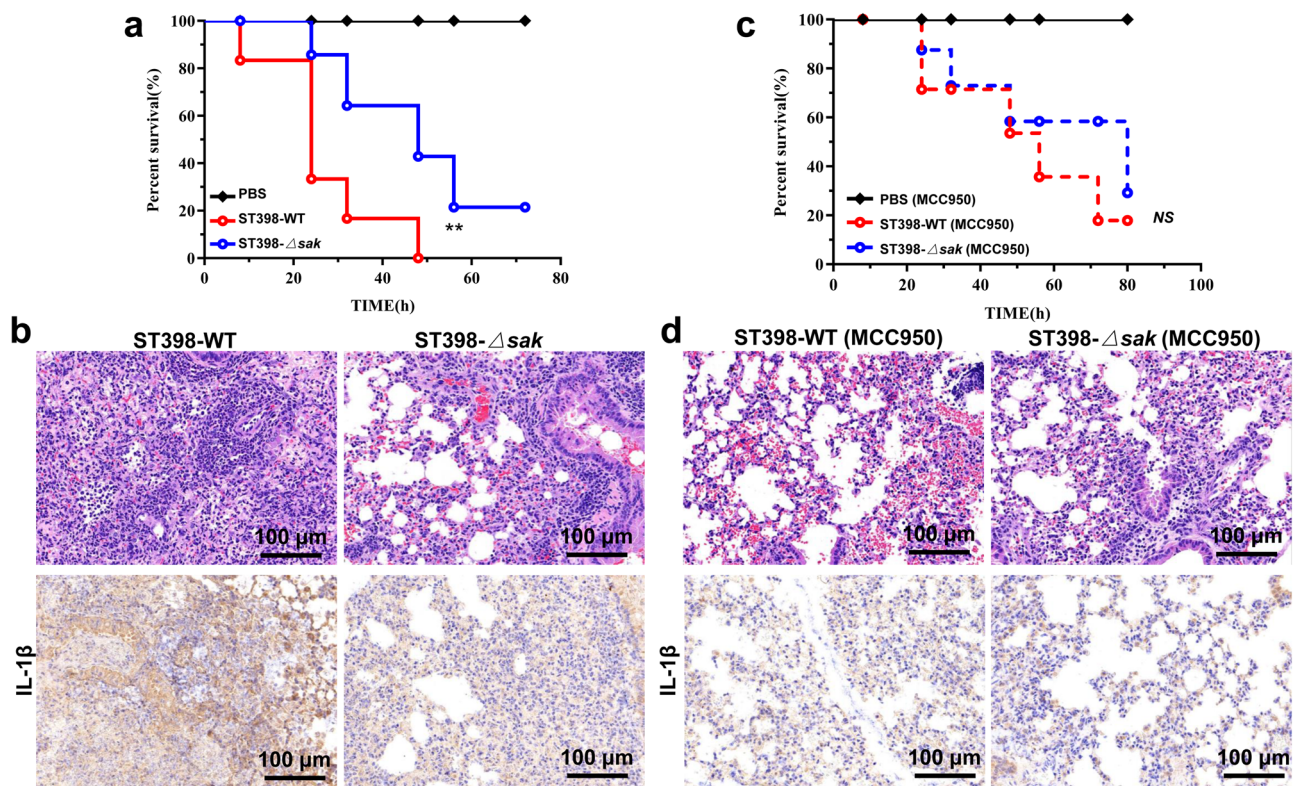 a
100
80
60
40
20
0
Percent survival(%)
PBS
ST398-WT
ST398-△sak
**
0 20 40 60 80
TIME(h)
c
100
80
60
40
20
0
Percent survival(%)
PBS (MCC950)
ST398-WT (MCC950)
ST398-△sak (MCC950)
NS
0 20 40 60 80 100
TIME(h)
b
ST398-WT ST398-△sak
100 μm 100 μm
IL-1β
100 μm 100 μm
d
ST398-WT (MCC950) ST398-△sak (MCC950)
100 μm 100 μm
IL-1β
100 μm 100 μm